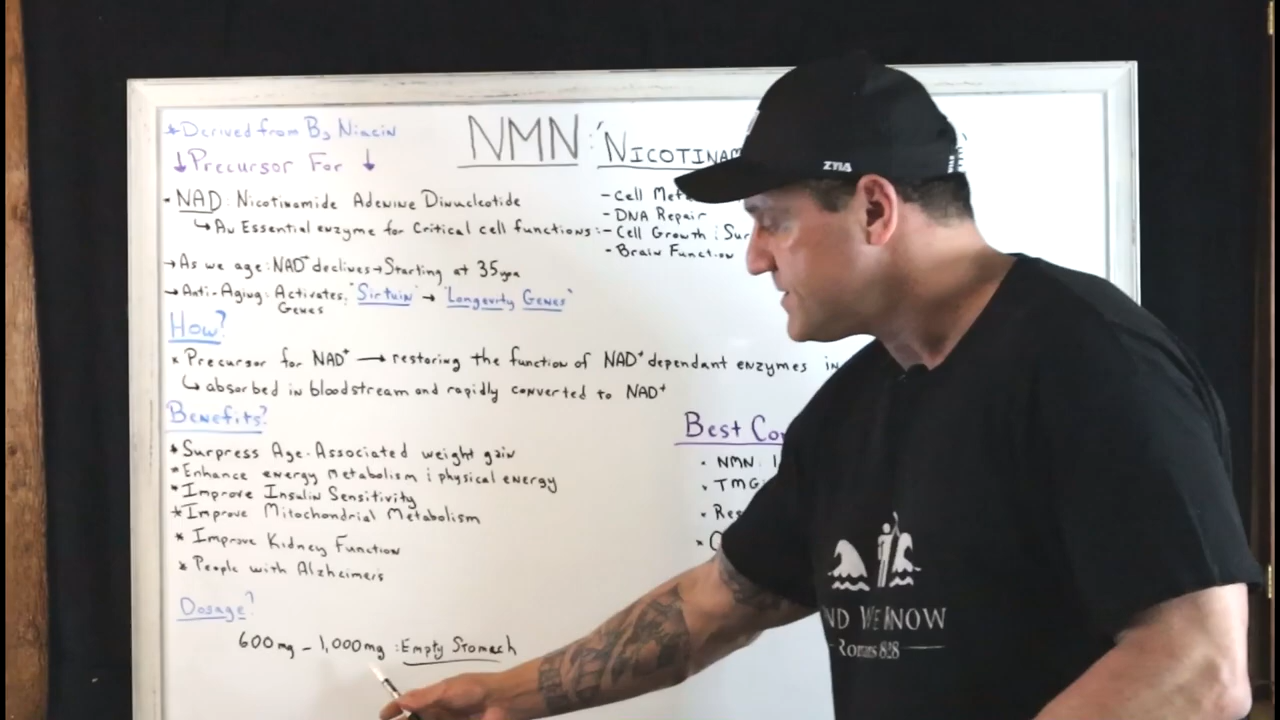 *Derived from B3 Niacin
NMN: "NICOTINAM
↓ Precursor For ↓
- NAD: Nicotinamide Adenine Dinucleotide
↳ An Essential enzyme for Critical cell functions:
- Cell Met
- DNA Repair
- Cell Growth & Sur
- Brain Function
→ As we age: NAD+ declines → Starting at 35
→ Anti-Aging: Activates "Sirtuin" → "Longevity Genes"
Genes
How?
* Precursor for NAD+ → restoring the function of NAD+ dependant enzymes in
↳ absorbed in bloodstream and rapidly converted to NAD+
Benefits?
* Surpress Age-Associated weight gain
* Enhance energy metabolism & physical energy
* Improve Insulin Sensitivity
* Improve Mitochondrial Metabolism
* Improve Kidney Function
* People with Alzheimers
Best Co
• NMN: 1
• TMG:
• Res
Dosage?
600mg - 1,000mg: Empty Stomach
ZYIA
ND WE KNOW
Romans 8:28